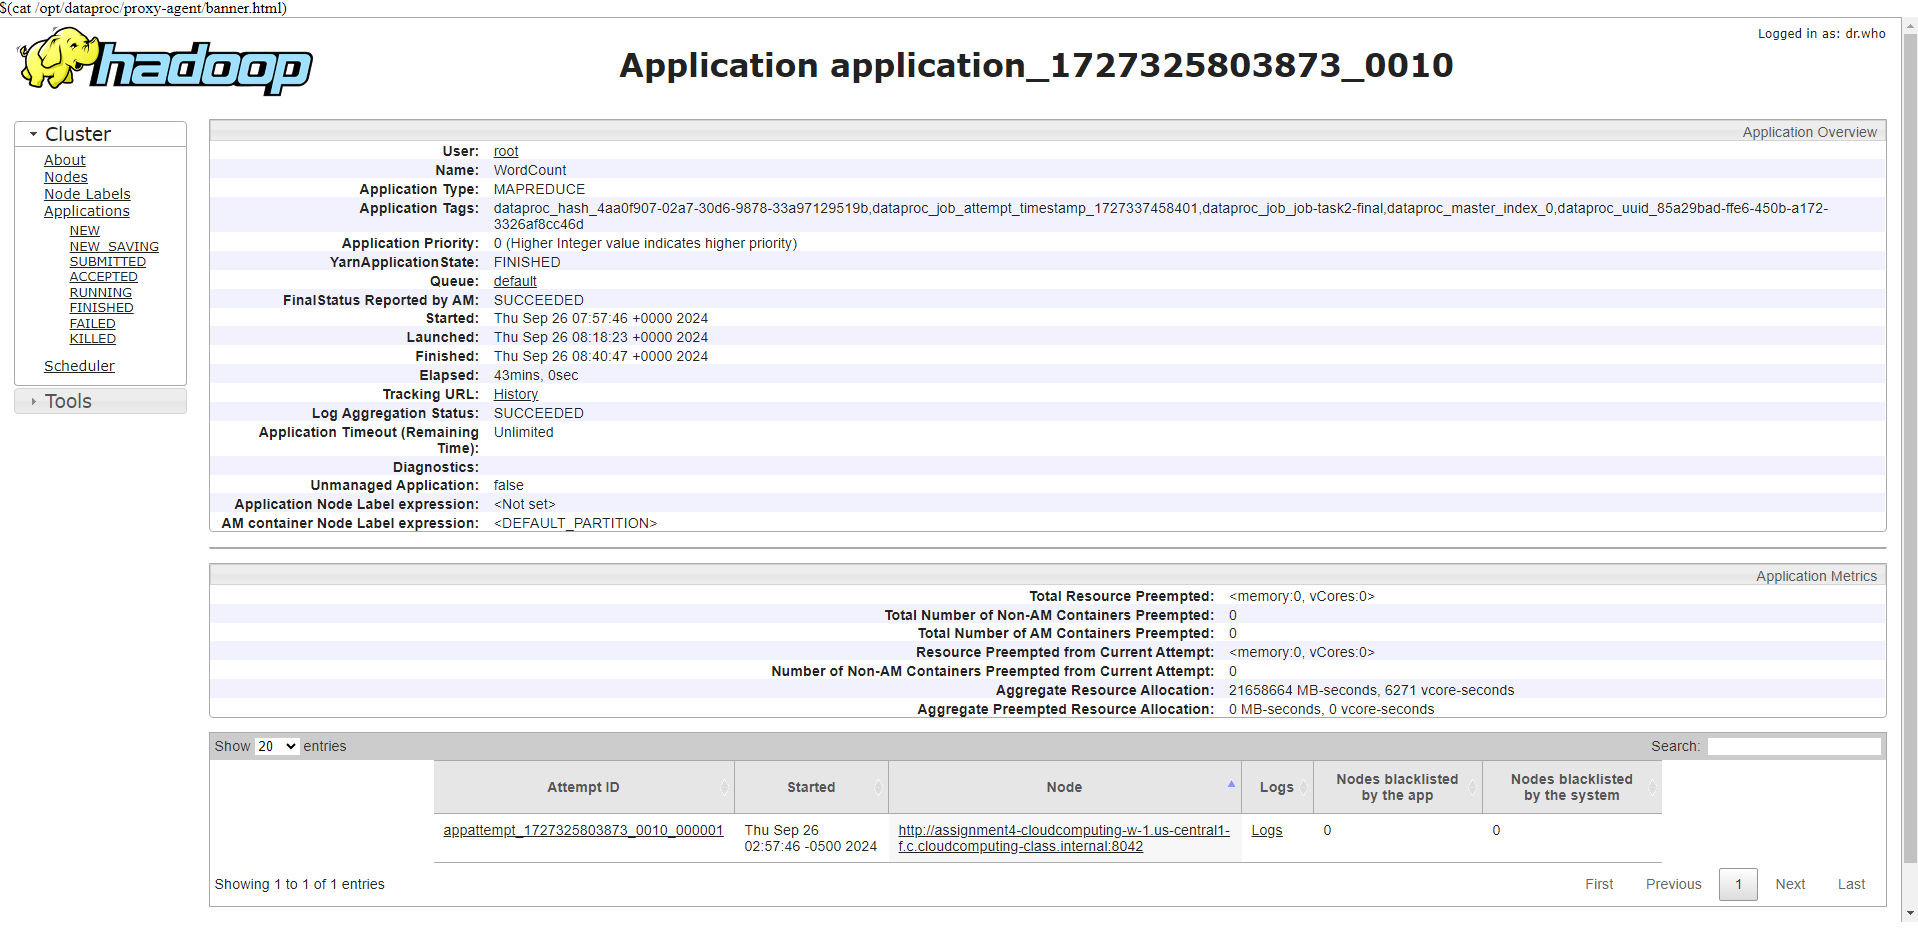 $(cat /opt/dataproc/proxy-agent/banner.html)
hadoop
Application application_1727325803873_0010
Logged in as: dr.who
Cluster
About
Nodes
Node Labels
Applications
NEW
NEW_SAVING
SUBMITTED
ACCEPTED
RUNNING
FINISHED
FAILED
KILLED
Scheduler
Tools
Application Overview
User: root
Name: WordCount
Application Type: MAPREDUCE
Application Tags: dataproc_hash_4aa0f907-02a7-30d6-9878-33a97129519b,dataproc_job_attempt_timestamp_1727337458401,dataproc_job_job-task2-final,dataproc_master_index_0,dataproc_uuid_85a29bad-ffe6-450b-a172-
3326af8cc46d
Application Priority: 0 (Higher Integer value indicates higher priority)
YarnApplicationState: FINISHED
Queue: default
FinalStatus Reported by AM: SUCCEEDED
Started: Thu Sep 26 07:57:46 +0000 2024
Launched: Thu Sep 26 08:18:23 +0000 2024
Finished: Thu Sep 26 08:40:47 +0000 2024
Elapsed: 43mins, 0sec
Tracking URL: History
Log Aggregation Status: SUCCEEDED
Application Timeout (Remaining Unlimited
Time):
Diagnostics:
Unmanaged Application: false
Application Node Label expression: <Not set>
AM container Node Label expression: <DEFAULT_PARTITION>
Application Metrics
Total Resource Preempted: <memory:0, vCores:0>
Total Number of Non-AM Containers Preempted: 0
Total Number of AM Containers Preempted: 0
Resource Preempted from Current Attempt: <memory:0, vCores:0>
Number of Non-AM Containers Preempted from Current Attempt: 0
Aggregate Resource Allocation: 21658664 MB-seconds, 6271 vcore-seconds
Aggregate Preempted Resource Allocation: 0 MB-seconds, 0 vcore-seconds
Show 20 entries
Search:
Attempt ID
Started
Node
Logs
Nodes blacklisted
by the app
Nodes blacklisted
by the system
appattempt_1727325803873_0010_000001
Thu Sep 26
02:57:46 -0500 2024
http://assignment4-cloudcomputing-w-1.us-central1-
f.c.cloudcomputing-class.internal:8042
Logs
0
0
Showing 1 to 1 of 1 entries
First Previous 1 Next Last